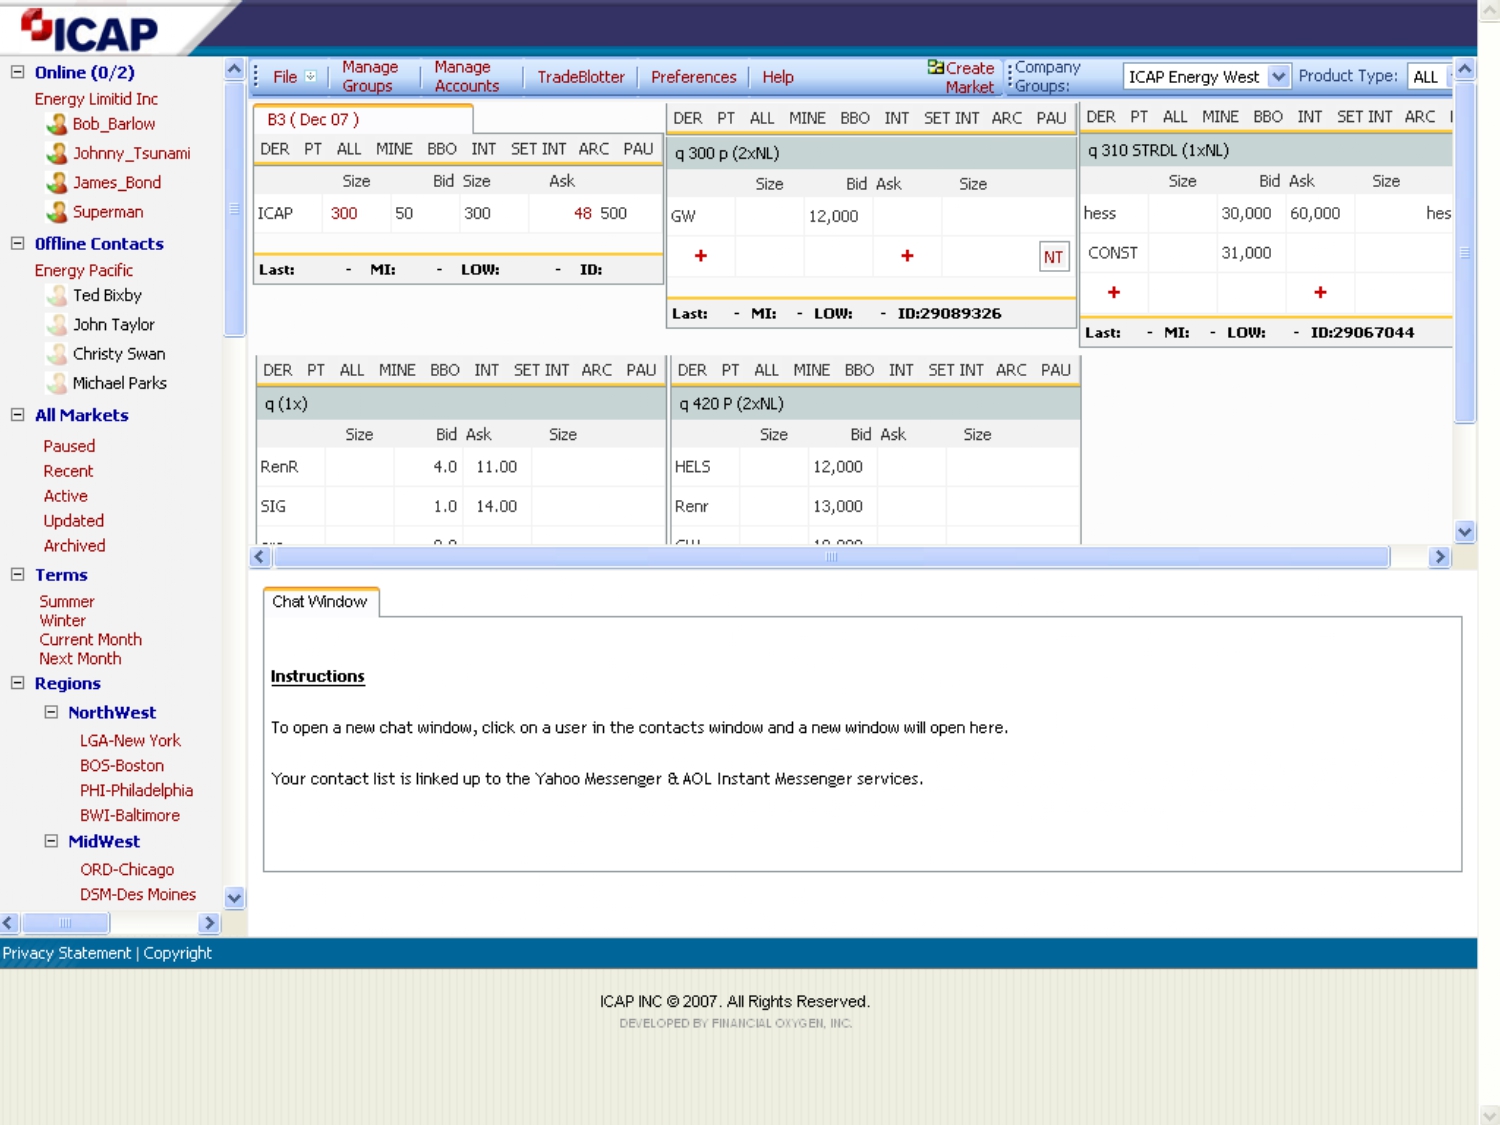 ICAP
Online (0/2)
Energy Limitid Inc
Bob_Barlow
Johnny_Tsunami
James_Bond
Superman
Offline Contacts
Energy Pacific
Ted Bixby
John Taylor
Christy Swan
Michael Parks
All Markets
Paused
Recent
Active
Updated
Archived
Terms
Summer
Winter
Current Month
Next Month
Regions
NorthWest
LGA-New York
BOS-Boston
PHI-Philadelphia
BWI-Baltimore
MidWest
ORD-Chicago
DSM-Des Moines
File
Manage Groups
Manage Accounts
TradeBlotter
Preferences
Help
Create Market
Company Groups:
ICAP Energy West
Product Type:
ALL
B3 ( Dec 07 )
DER PT ALL MINE BBO INT SET INT ARC PAU
Size Bid Size Ask
ICAP 300 50 300 48 500
Last: - MI: - LOW: - ID:
DER PT ALL MINE BBO INT SET INT ARC PAU
q 300 p (2xNL)
Size Bid Ask Size
GW 12,000
+ + NT
Last: - MI: - LOW: - ID:29089326
DER PT ALL MINE BBO INT SET INT ARC
q 310 STRDL (1xNL)
Size Bid Ask Size
hess 30,000 60,000 hes
CONST 31,000
+ +
Last: - MI: - LOW: - ID:29067044
DER PT ALL MINE BBO INT SET INT ARC PAU
q (1x)
Size Bid Ask Size
RenR 4.0 11.00
SIG 1.0 14.00
DER PT ALL MINE BBO INT SET INT ARC PAU
q 420 P (2xNL)
Size Bid Ask Size
HELS 12,000
Renr 13,000
Chat Window
Instructions
To open a new chat window, click on a user in the contacts window and a new window will open here.
Your contact list is linked up to the Yahoo Messenger & AOL Instant Messenger services.
Privacy Statement | Copyright
ICAP INC © 2007. All Rights Reserved.
DEVELOPED BY FINANCIAL OXYGEN, INC.